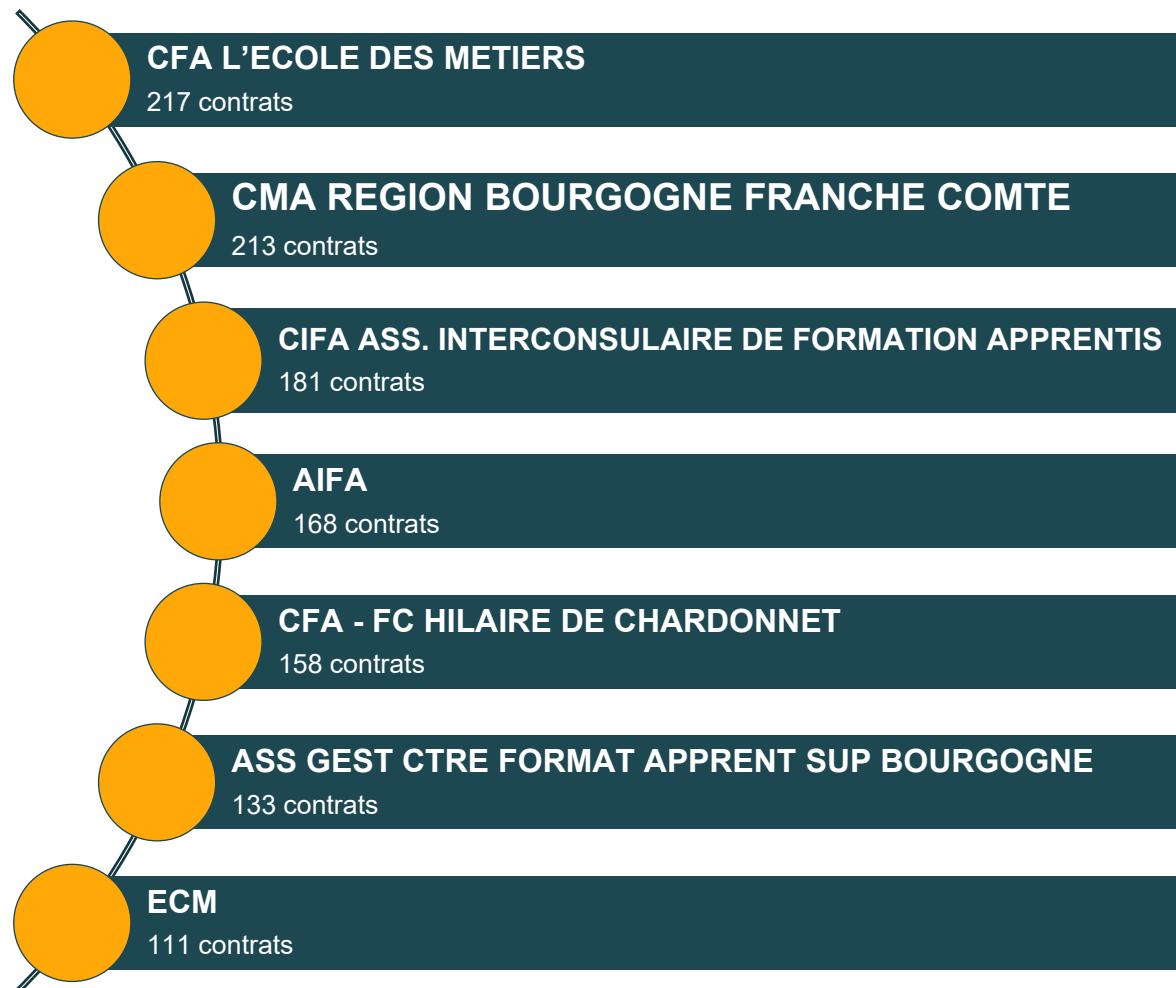 CFA L’ECOLE DES METIERS
217 contrats
CMA REGION BOURGOGNE FRANCHE COMTE
213 contrats
CIFA ASS. INTERCONSULAIRE DE FORMATION APPRENTIS
181 contrats
AIFA
168 contrats
CFA - FC HILAIRE DE CHARDONNET
158 contrats
ASS GEST CTRE FORMAT APPRENT SUP BOURGOGNE
133 contrats
ECM
111 contrats